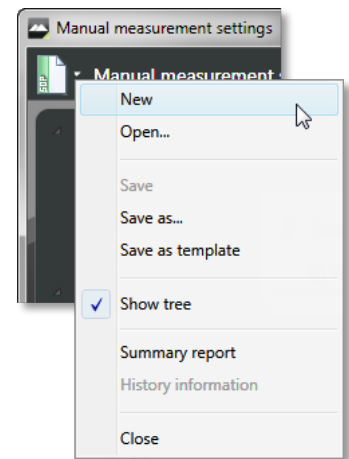 Manual measurement settings
SOP
Manual measurement s
New
Open...
Save
Save as...
Save as template
Show tree
Summary report
History information
Close